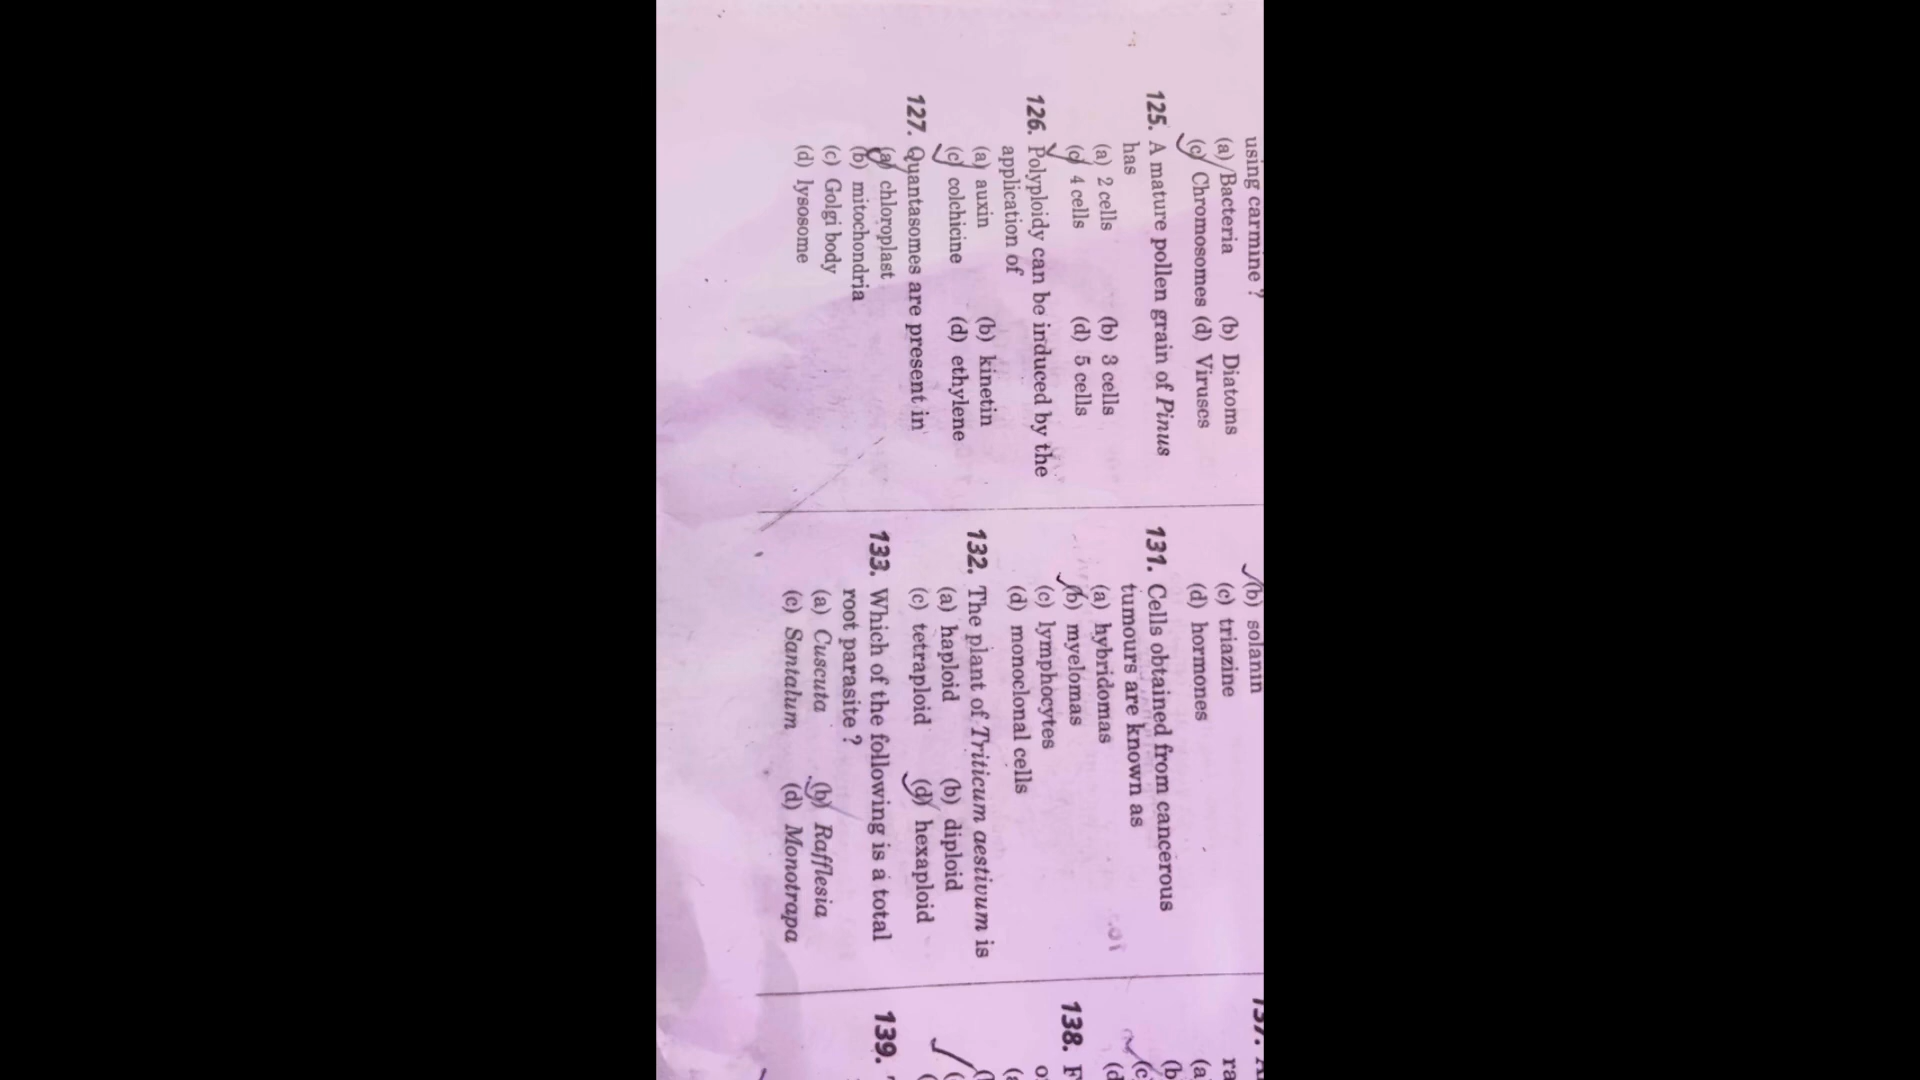 using carmine ?
(a) Bacteria (b) Diatoms
(c) Chromosomes (d) Viruses
125. A mature pollen grain of Pinus
has
(a) 2 cells (b) 3 cells
(c) 4 cells (d) 5 cells
126. Polyploidy can be induced by the
application of
(a) auxin (b) kinetin
(c) colchicine (d) ethylene
127. Quantasomes are present in
(a) chloroplast
(b) mitochondria
(c) Golgi body
(d) lysosome
(b) solanin
(c) triazine
(d) hormones
131. Cells obtained from cancerous
tumours are known as
(a) hybridomas
(b) myelomas
(c) lymphocytes
(d) monoclonal cells
132. The plant of Triticum aestivum is
(a) haploid (b) diploid
(c) tetraploid (d) hexaploid
133. Which of the following is a total
root parasite ?
(a) Cuscuta (b) Rafflesia
(c) Santalum (d) Monotrapa
137.
(a
(b
(c
(d
138.
139.